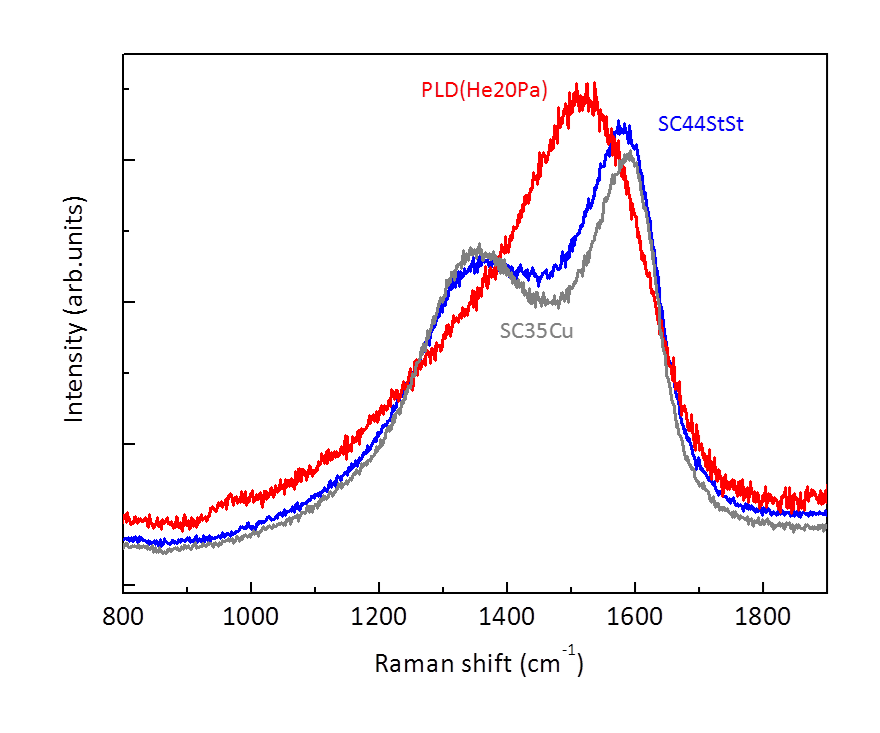 PLD(He20Pa)
SC44StSt
SC35Cu
Intensity (arb.units)
800 1000 1200 1400 1600 1800
Raman shift (cm⁻¹)